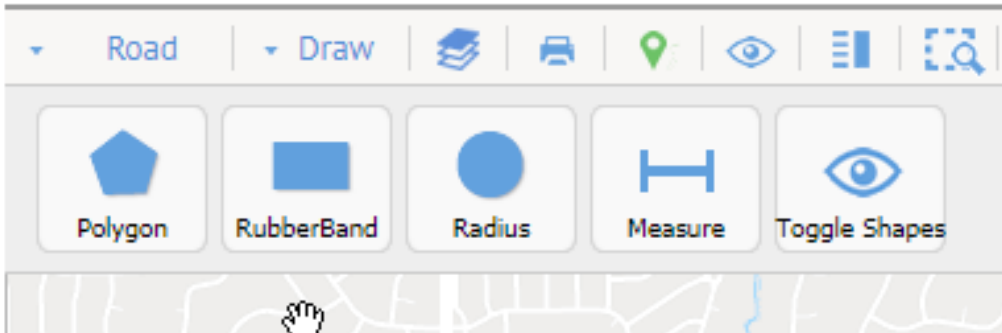 Road
Draw
Polygon
RubberBand
Radius
Measure
Toggle Shapes